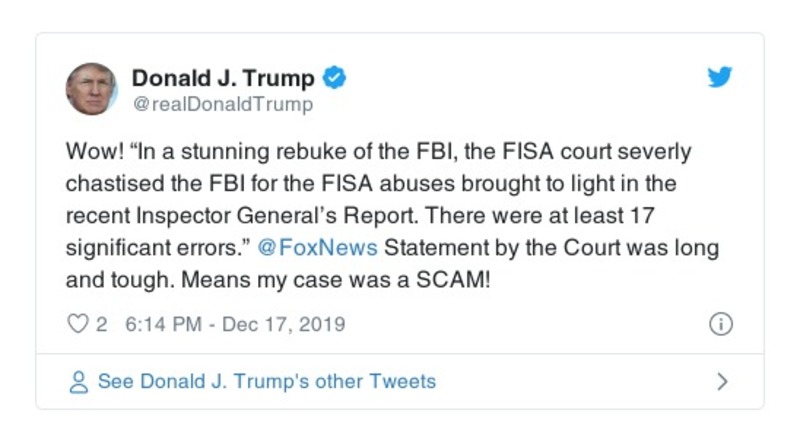 Donald J. Trump
@realDonaldTrump
Wow! “In a stunning rebuke of the FBI, the FISA court severly
chastised the FBI for the FISA abuses brought to light in the
recent Inspector General’s Report. There were at least 17
significant errors.” @FoxNews Statement by the Court was long
and tough. Means my case was a SCAM!
2 6:14 PM - Dec 17, 2019
See Donald J. Trump's other Tweets